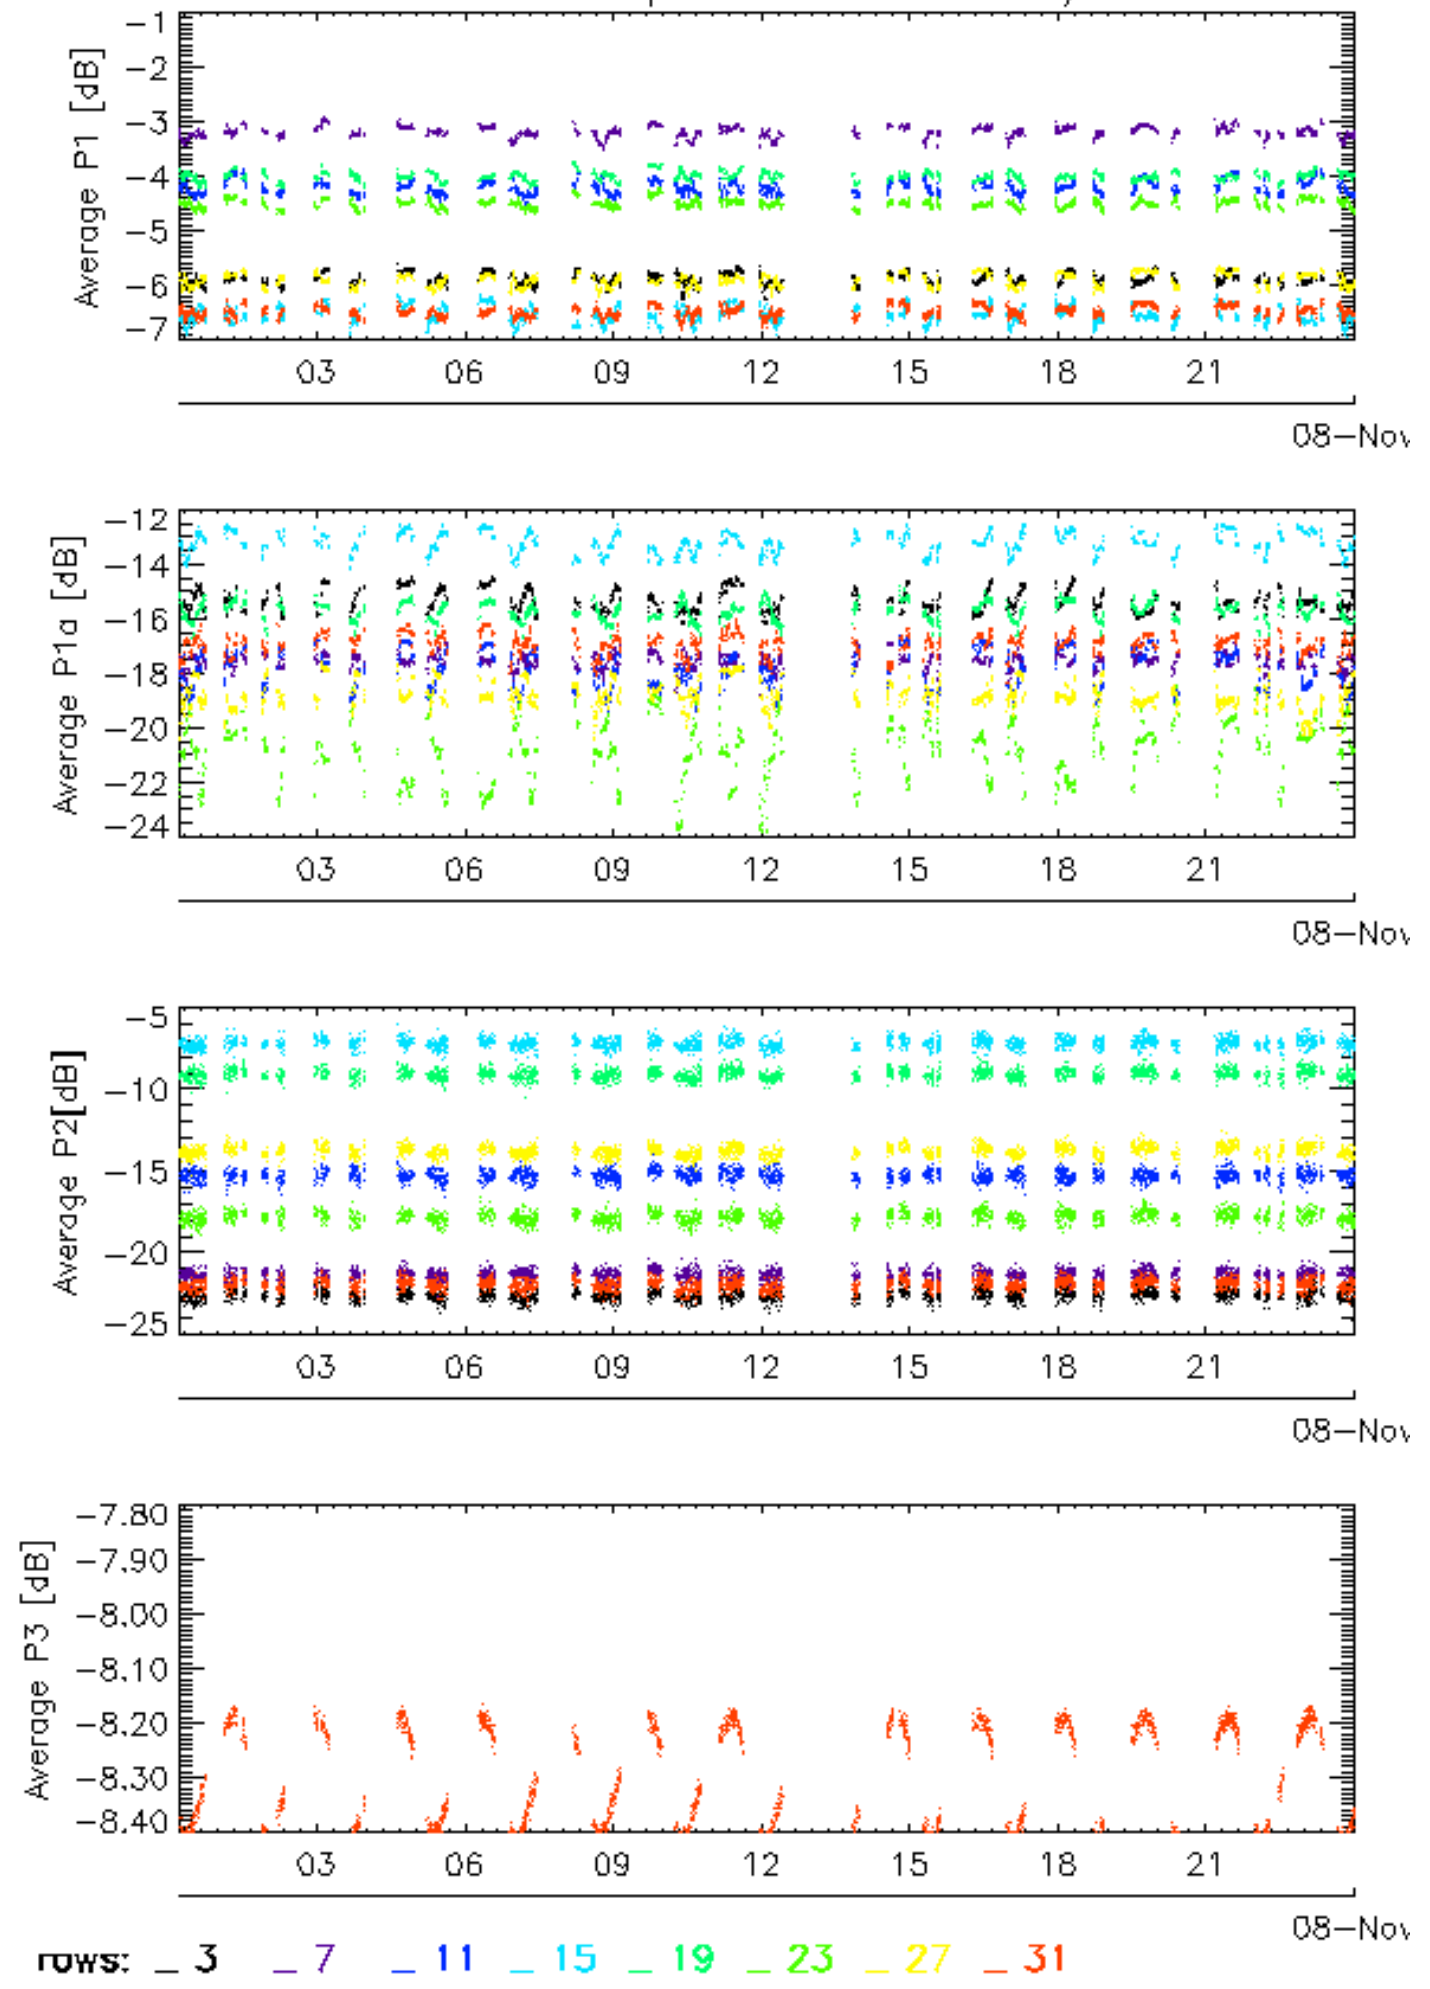 Average P1 [dB]
-1
-2
-3
-4
-5
-6
-7
03 06 09 12 15 18 21
08-Nov
Average P1a [dB]
-12
-14
-16
-18
-20
-22
-24
03 06 09 12 15 18 21
08-Nov
Average P2[dB]
-5
-10
-15
-20
-25
03 06 09 12 15 18 21
08-Nov
Average P3 [dB]
-7.80
-7.90
-8.00
-8.10
-8.20
-8.30
-8.40
03 06 09 12 15 18 21
08-Nov
rows: _ 3 _ 7 _ 11 _ 15 _ 19 _ 23 _ 27 _ 31